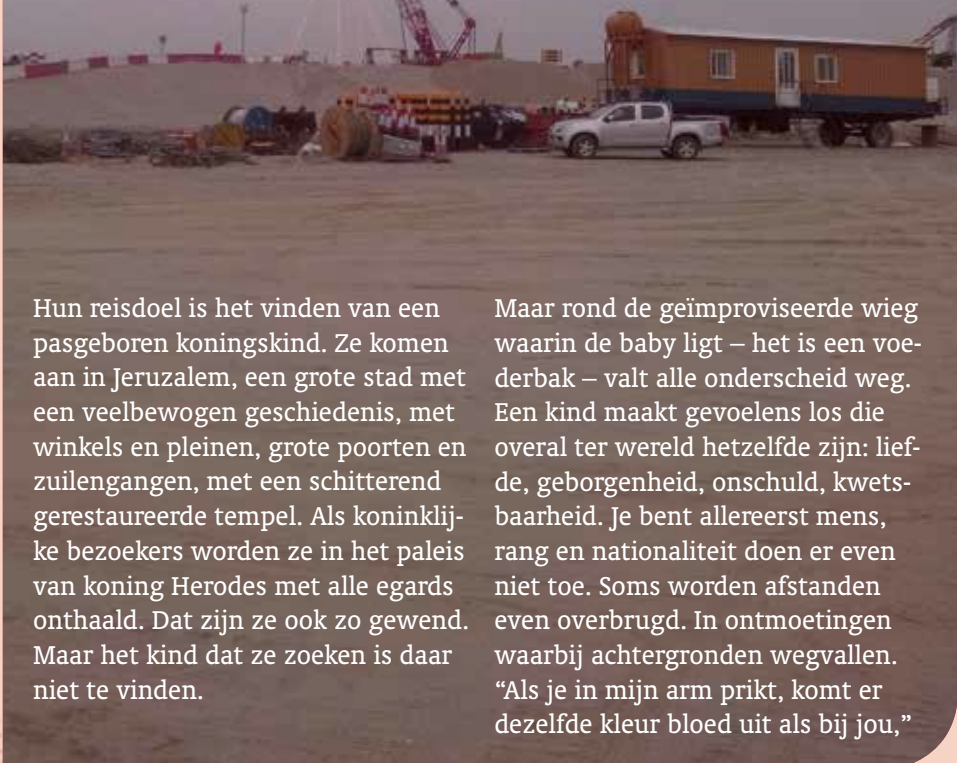 Hun reisdoel is het vinden van een
pasgeboren koningskind. Ze komen
aan in Jeruzalem, een grote stad met
een veelbewogen geschiedenis, met
winkels en pleinen, grote poorten en
zuilengangen, met een schitterend
gerestaureerde tempel. Als koninklij-
ke bezoekers worden ze in het paleis
van koning Herodes met alle egards
onthaald. Dat zijn ze ook zo gewend.
Maar het kind dat ze zoeken is daar
niet te vinden.
Maar rond de geïmproviseerde wieg
waarin de baby ligt – het is een voe-
derbak – valt alle onderscheid weg.
Een kind maakt gevoelens los die
overal ter wereld hetzelfde zijn: lief-
de, geborgenheid, onschuld, kwets-
baarheid. Je bent allereerst mens,
rang en nationaliteit doen er even
niet toe. Soms worden afstanden
even overbrugd. In ontmoetingen
waarbij achtergronden wegvallen.
“Als je in mijn arm prikt, komt er
dezelfde kleur bloed uit als bij jou,”